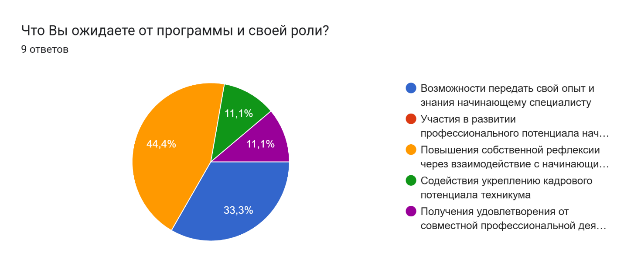 Что Вы ожидаете от программы и своей роли?
9 ответов
44,4%
11,1%
11,1%
33,3%
Возможности передать свой опыт и
знания начинающему специалисту
Участия в развитии
профессионального потенциала нач…
Повышения собственной рефлексии
через взаимодействие с начинающи…
Содействия укреплению кадрового
потенциала техникума
Получения удовлетворения от
совместной профессиональной дея…